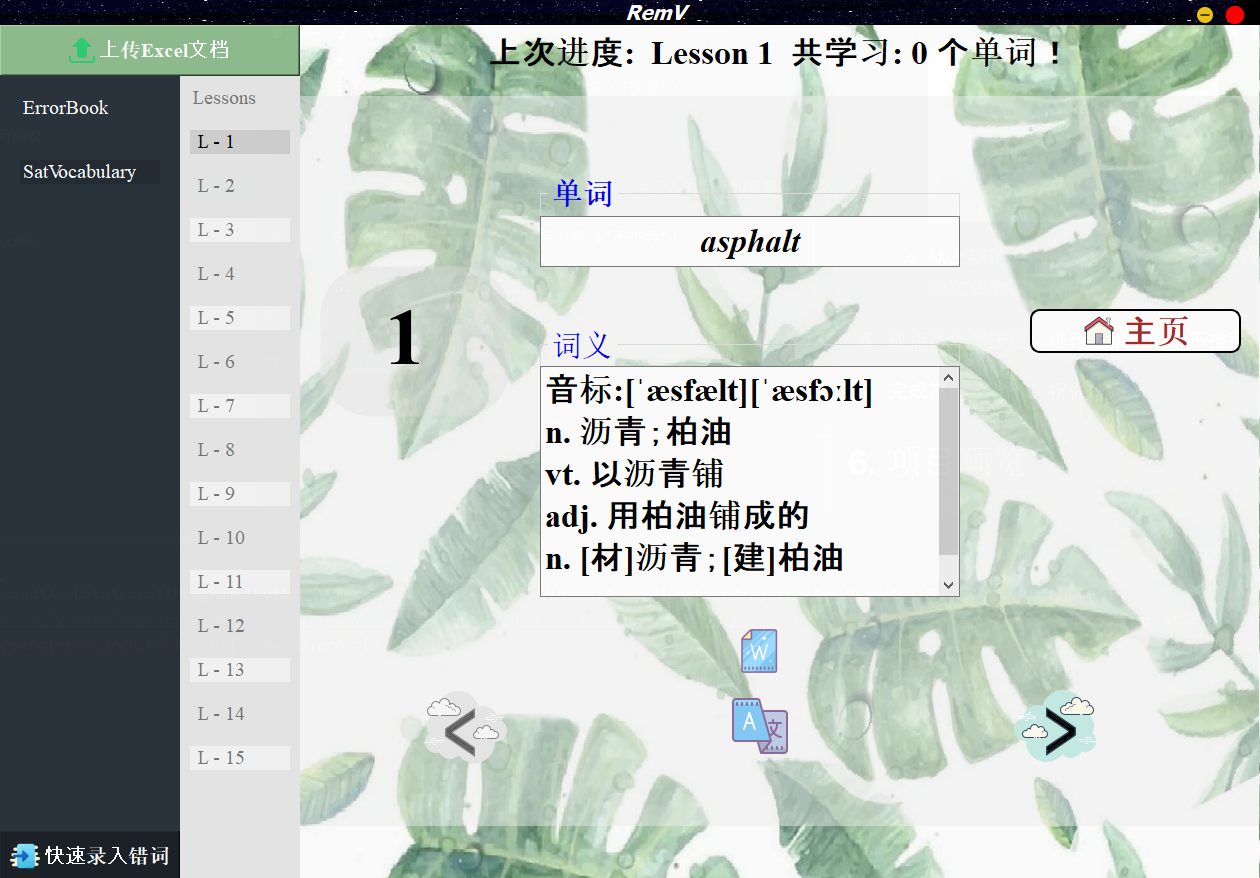 RemV
上传Excel文档
上次进度: Lesson 1 共学习: 0 个单词 !
ErrorBook
SatVocabulary
Lessons
L - 1
L - 2
L - 3
L - 4
L - 5
L - 6
L - 7
L - 8
L - 9
L - 10
L - 11
L - 12
L - 13
L - 14
L - 15
快速录入错词
1
单词
asphalt
词义
音标:[ˈæsfælt][ˈæsfɔːlt]
n. 沥青;柏油
vt. 以沥青铺
adj. 用柏油铺成的
n. [材]沥青;[建]柏油
主页
W
A 文
<
>